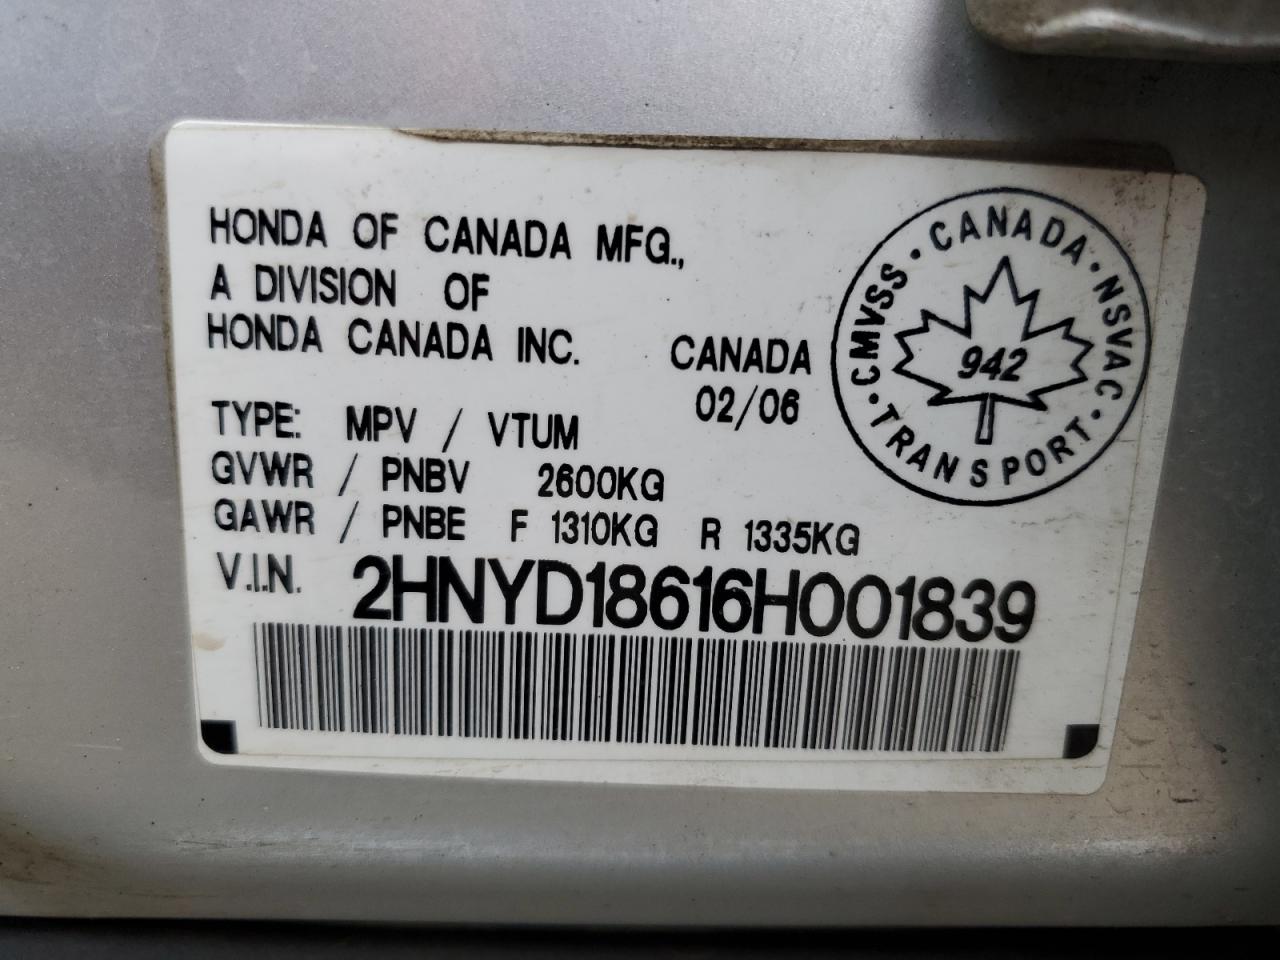 HONDA OF CANADA MFG.,
A DIVISION OF
HONDA CANADA INC.
CANADA
02/06
TYPE: MPV / VTUM
GVWR / PNBV 2600KG
GAWR / PNBE F 1310KG R 1335KG
V.I.N. 2HNYD18616H001839
CANADA · NSVAC · TRANSPORT · CMVSS ·
942